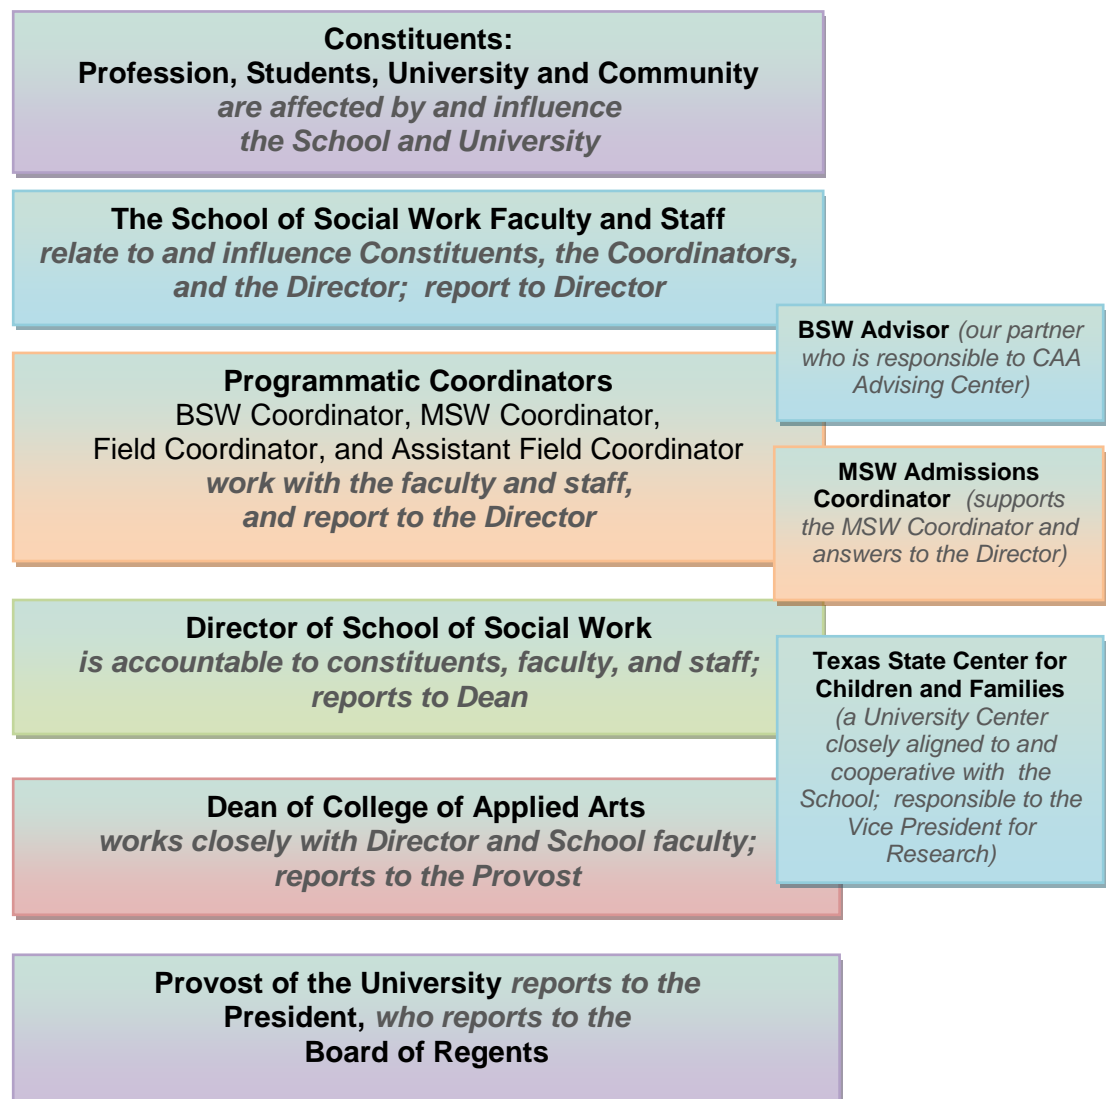 Constituents:
Profession, Students, University and Community
are affected by and influence
the School and University
The School of Social Work Faculty and Staff
relate to and influence Constituents, the Coordinators,
and the Director; report to Director
BSW Advisor (our partner
who is responsible to CAA
Advising Center)
Programmatic Coordinators
BSW Coordinator, MSW Coordinator,
Field Coordinator, and Assistant Field Coordinator
work with the faculty and staff,
and report to the Director
MSW Admissions
Coordinator (supports
the MSW Coordinator and
answers to the Director)
Director of School of Social Work
is accountable to constituents, faculty, and staff;
reports to Dean
Texas State Center for
Children and Families
(a University Center
closely aligned to and
cooperative with the
School; responsible to the
Vice President for
Research)
Dean of College of Applied Arts
works closely with Director and School faculty;
reports to the Provost
Provost of the University reports to the
President, who reports to the
Board of Regents